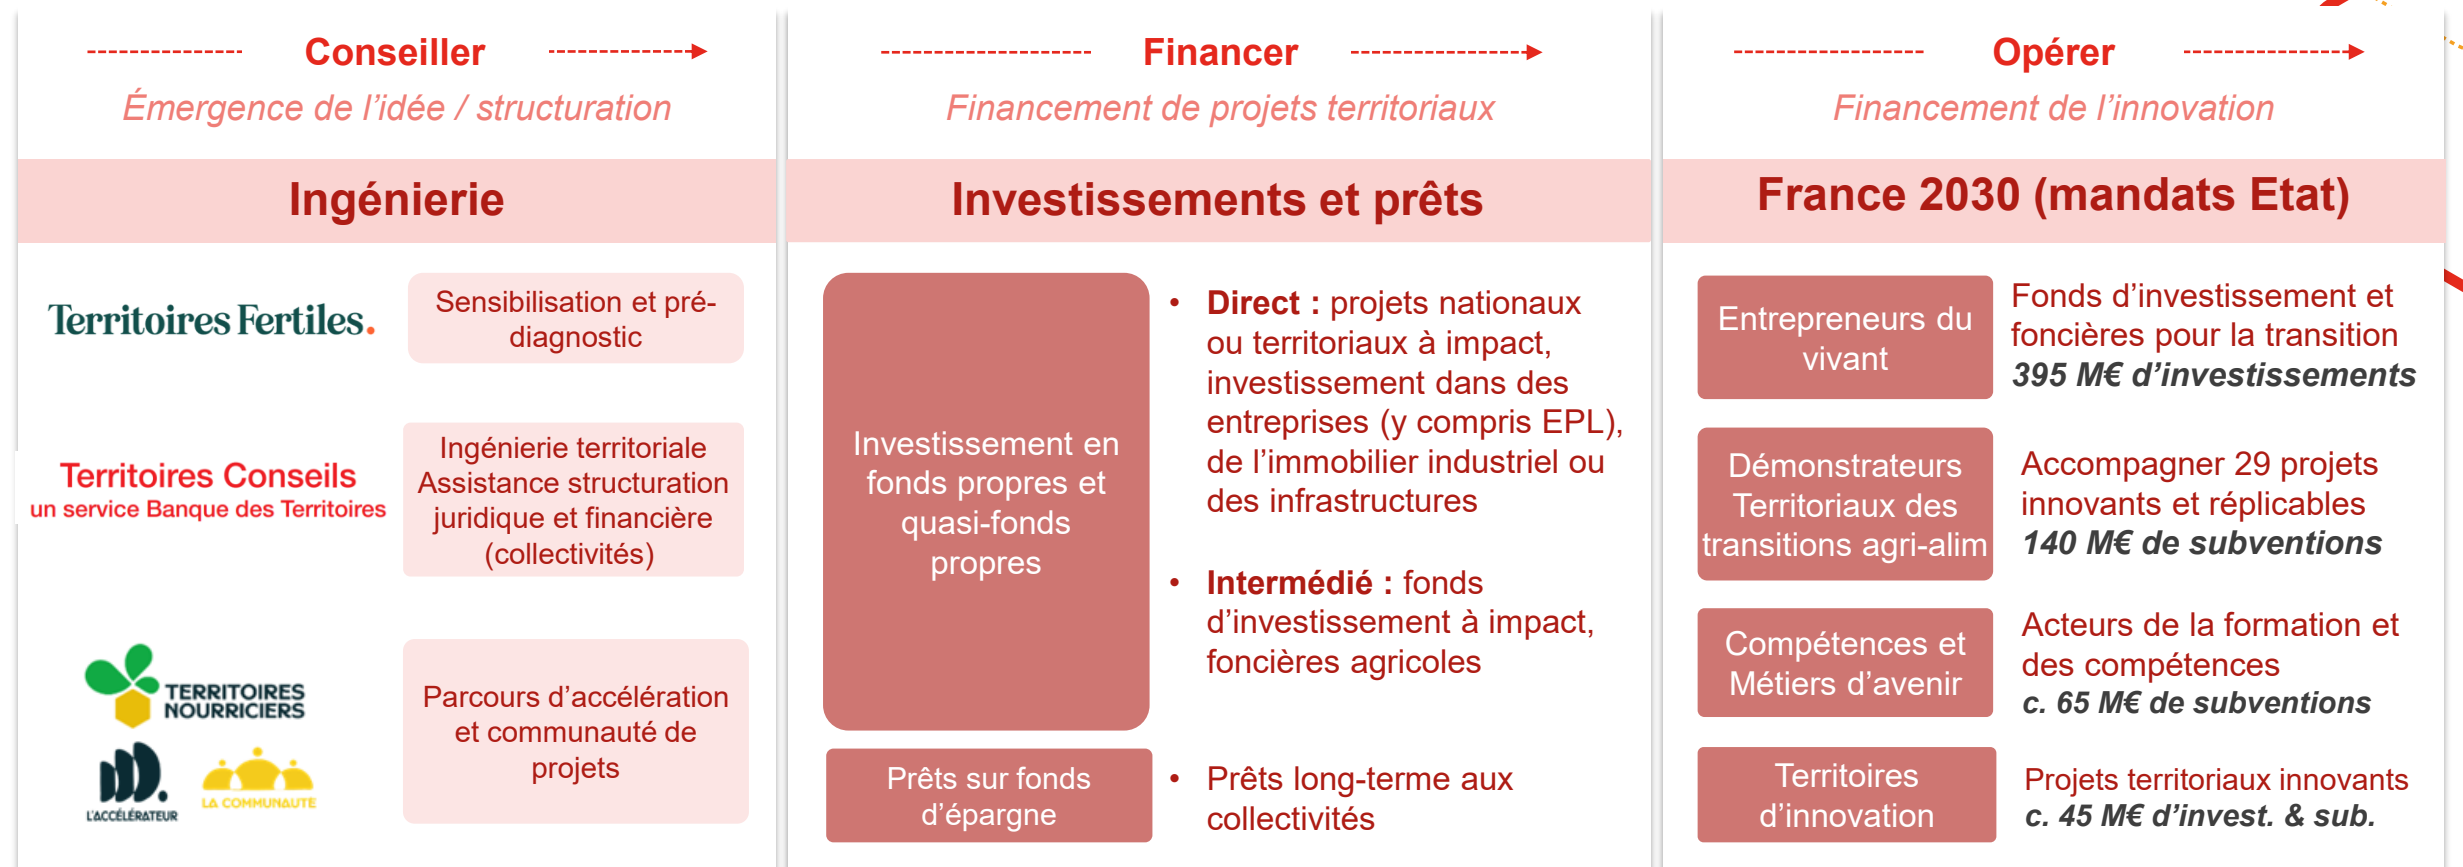 Conseiller
Émergence de l’idée / structuration
Ingénierie
Territoires Fertiles.
Sensibilisation et pré-
diagnostic
Territoires Conseils
un service Banque des Territoires
Ingénierie territoriale
Assistance structuration
juridique et financière
(collectivités)
TERRITOIRES
NOURRICIERS
L'ACCÉLÉRATEUR
LA COMMUNAUTÉ
Parcours d’accélération
et communauté de
projets
Financer
Financement de projets territoriaux
Investissements et prêts
Investissement en
fonds propres et
quasi-fonds
propres
• Direct : projets nationaux
ou territoriaux à impact,
investissement dans des
entreprises (y compris EPL),
de l’immobilier industriel ou
des infrastructures
• Intermédié : fonds
d’investissement à impact,
foncières agricoles
Prêts sur fonds
d’épargne
• Prêts long-terme aux
collectivités
Opérer
Financement de l’innovation
France 2030 (mandats Etat)
Entrepreneurs du
vivant
Fonds d’investissement et
foncières pour la transition
395 M€ d’investissements
Démonstrateurs
Territoriaux des
transitions agri-alim
Accompagner 29 projets
innovants et réplicables
140 M€ de subventions
Compétences et
Métiers d’avenir
Acteurs de la formation et
des compétences
c. 65 M€ de subventions
Territoires
d’innovation
Projets territoriaux innovants
c. 45 M€ d’invest. & sub.